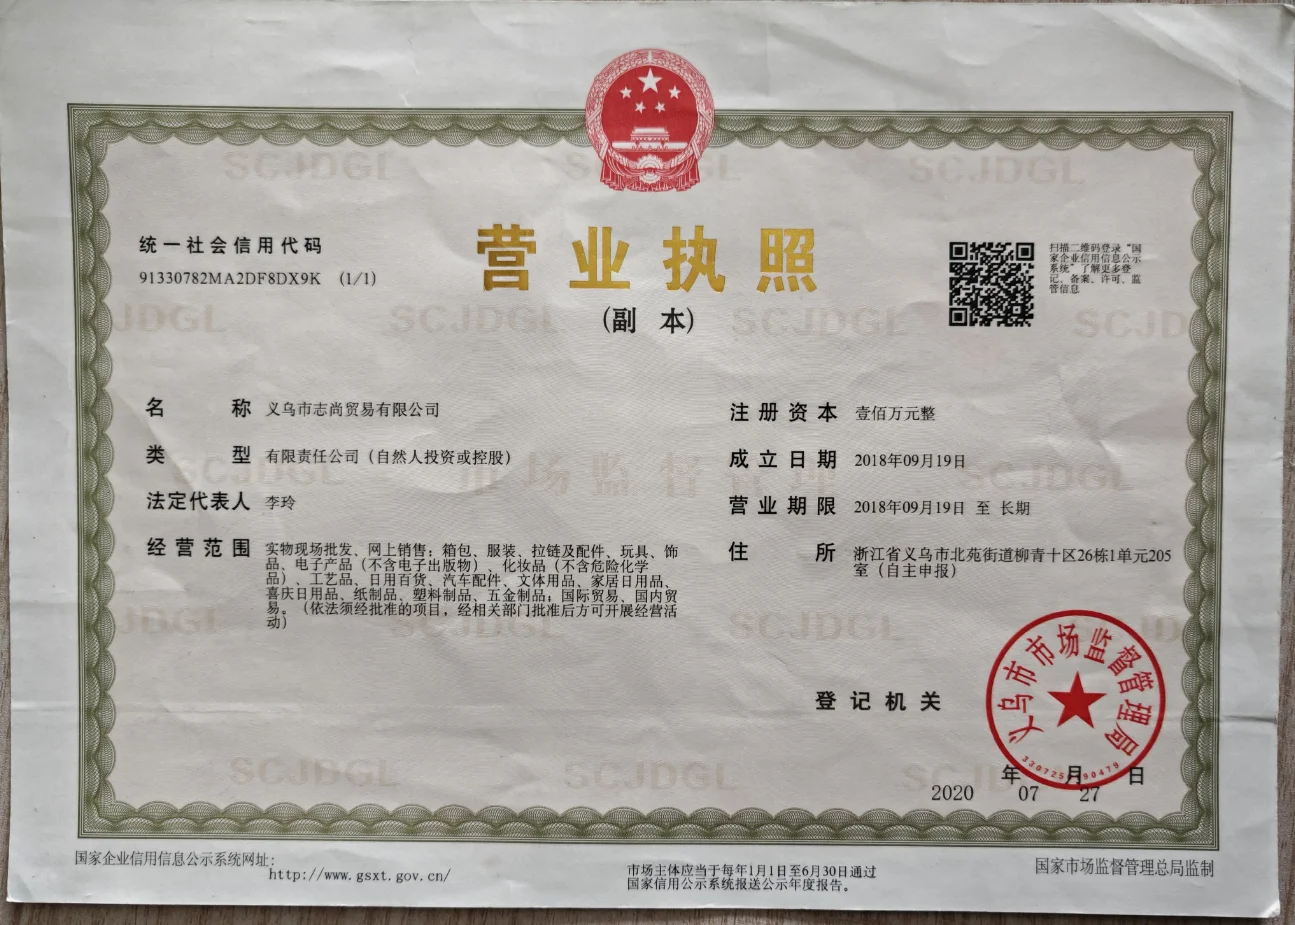 统一社会信用代码
91330782MA2DF8DX9K (1/1)
营业执照
(副 本)
扫描二维码登录“国
家企业信用信息公示
系统”了解更多登
记、备案、许可、监
管信息
名 称 义乌市志尚贸易有限公司
类 型 有限责任公司（自然人投资或控股）
法定代表人 李玲
经营范围 实物现场批发、网上销售：箱包、服装、拉链及配件、玩具、饰
品、电子产品（不含电子出版物）、化妆品（不含危险化学
品）、工艺品、日用百货、汽车配件、文体用品、家居日用品、
喜庆日用品、纸制品、塑料制品、五金制品；国际贸易、国内贸
易。（依法须经批准的项目，经相关部门批准后方可开展经营活
动）
注册资本 壹佰万元整
成立日期 2018年09月19日
营业期限 2018年09月19日 至 长期
住 所 浙江省义乌市北苑街道柳青十区26栋1单元205
室（自主申报）
登记机关
义乌市市场监督管理局
2020 年 07 月 27 日
国家企业信用信息公示系统网址：
http://www.gsxt.gov.cn/
市场主体应当于每年1月1日至6月30日通过
国家信用公示系统报送公示年度报告。
国家市场监督管理总局监制
SCJDGL
市场监督管理